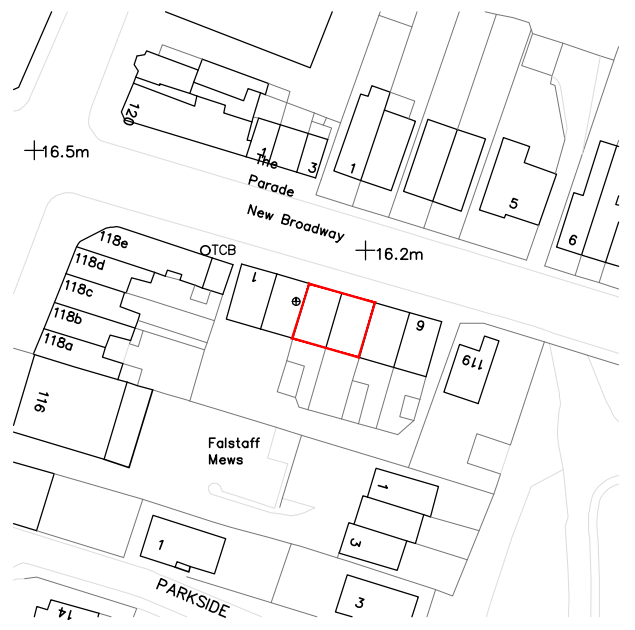 120
1
The
3
Parade
1
5
6
16.5m
New Broadway
16.2m
118e
TCB
118d
118c
118b
118a
1
6
119
116
Falstaff
Mews
1
3
1
PARKSIDE
3
14